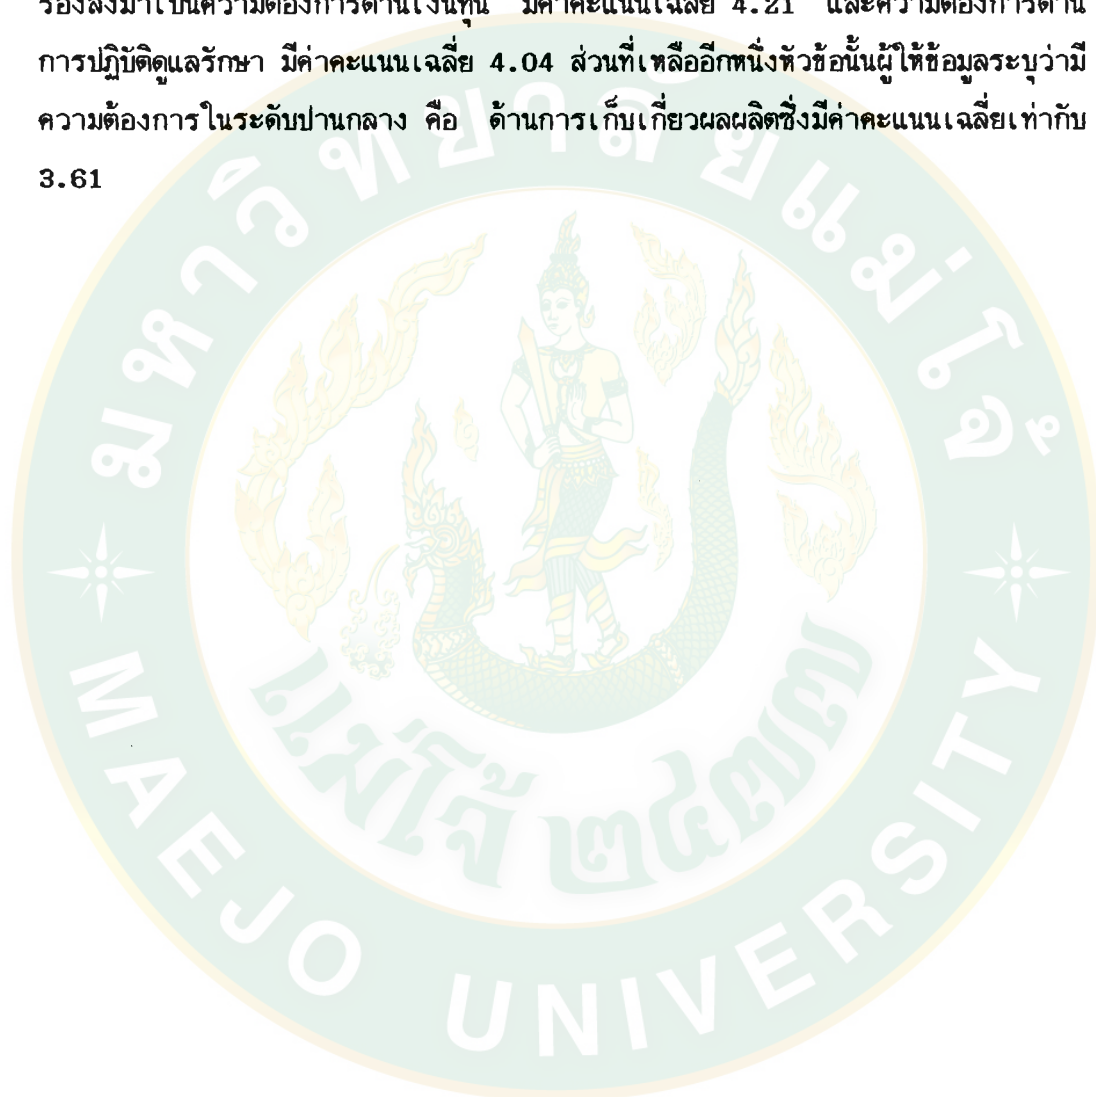 รองลงมาเป็นความต้องการด้านเงินทุน มีค่าคะแนนเฉลี่ย 4.21 และความต้องการด้าน
การปฏิบัติดูแลรักษา มีค่าคะแนนเฉลี่ย 4.04 ส่วนที่เหลืออีกหนึ่งหัวข้อนั้นผู้ให้ข้อมูลระบุว่ามี
ความต้องการในระดับปานกลาง คือ ด้านการเก็บเกี่ยวผลผลิตซึ่งมีค่าคะแนนเฉลี่ยเท่ากับ
3.61
มหาวิทยาลัยแม่โจ้
แม่โจ้ ๒๔๗๗
MAEJO UNIVERSITY